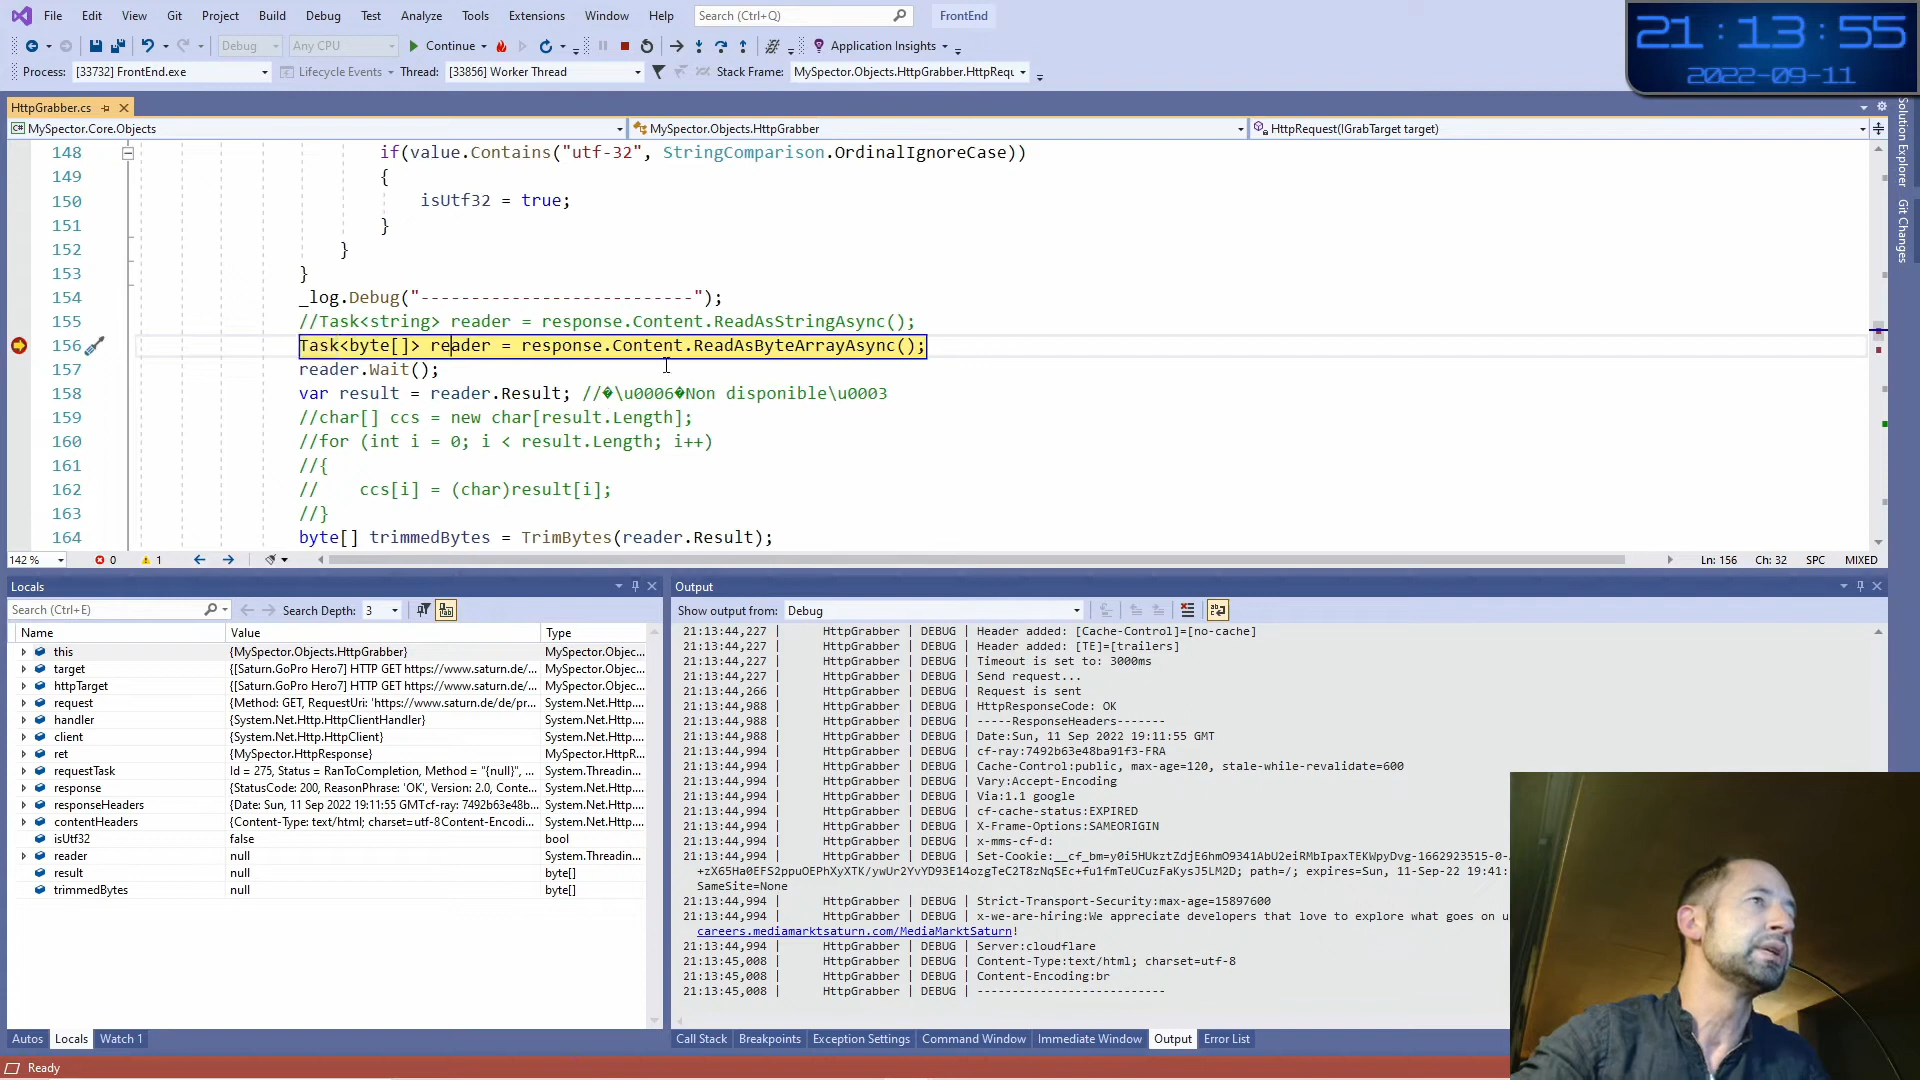 File Edit View Git Project Build Debug Test Analyze Tools Extensions Window Help Search (Ctrl+Q) FrontEnd
21:13:55
2022-09-11
Debug Any CPU Continue Application Insights
Process: [33732] FrontEnd.exe Lifecycle Events Thread: [33856] Worker Thread Stack Frame: MySpector.Objects.HttpGrabber.HttpRequ
HttpGrabber.cs
MySpector.Core.Objects MySpector.Objects.HttpGrabber HttpRequest(IGrabTarget target)
Solution Explorer
Git Changes
148 if(value.Contains("utf-32", StringComparison.OrdinalIgnoreCase))
149 {
150 isUtf32 = true;
151 }
152 }
153 }
154 _log.Debug("---------------------------");
155 //Task<string> reader = response.Content.ReadAsStringAsync();
156 Task<byte[]> reader = response.Content.ReadAsByteArrayAsync();
157 reader.Wait();
158 var result = reader.Result; //�\u0006�Non disponible\u0003
159 //char[] ccs = new char[result.Length];
160 //for (int i = 0; i < result.Length; i++)
161 //{
162 // ccs[i] = (char)result[i];
163 //}
164 byte[] trimmedBytes = TrimBytes(reader.Result);
142 % 0 1 Ln: 156 Ch: 32 SPC MIXED
Locals
Search (Ctrl+E) Search Depth: 3
Name Value Type
this {MySpector.Objects.HttpGrabber} MySpector.Objec...
target {[Saturn.GoPro Hero7] HTTP GET https://www.saturn.de/... MySpector.Objec...
httpTarget {[Saturn.GoPro Hero7] HTTP GET https://www.saturn.de/... MySpector.Objec...
request {Method: GET, RequestUri: 'https://www.saturn.de/de/pr... System.Net.Http....
handler {System.Net.Http.HttpClientHandler} System.Net.Http....
client {System.Net.Http.HttpClient} System.Net.Http....
ret {MySpector.HttpResponse} MySpector.HttpR...
requestTask Id = 275, Status = RanToCompletion, Method = "{null}", ... System.Threadin...
response {StatusCode: 200, ReasonPhrase: 'OK', Version: 2.0, Conte... System.Net.Http....
responseHeaders {Date: Sun, 11 Sep 2022 19:11:55 GMTcf-ray: 7492b63e48b... System.Net.Http....
contentHeaders {Content-Type: text/html; charset=utf-8Content-Encodi... System.Net.Http....
isUtf32 false bool
reader null System.Threadin...
result null byte[]
trimmedBytes null byte[]
Autos Locals Watch 1
Output
Show output from: Debug
21:13:44,227 | HttpGrabber | DEBUG | Header added: [Cache-Control]=[no-cache]
21:13:44,227 | HttpGrabber | DEBUG | Header added: [TE]=[trailers]
21:13:44,227 | HttpGrabber | DEBUG | Timeout is set to: 3000ms
21:13:44,227 | HttpGrabber | DEBUG | Send request...
21:13:44,266 | HttpGrabber | DEBUG | Request is sent
21:13:44,988 | HttpGrabber | DEBUG | HttpResponseCode: OK
21:13:44,988 | HttpGrabber | DEBUG | -----ResponseHeaders-------
21:13:44,988 | HttpGrabber | DEBUG | Date:Sun, 11 Sep 2022 19:11:55 GMT
21:13:44,994 | HttpGrabber | DEBUG | cf-ray:7492b63e48ba91f3-FRA
21:13:44,994 | HttpGrabber | DEBUG | Cache-Control:public, max-age=120, stale-while-revalidate=600
21:13:44,994 | HttpGrabber | DEBUG | Vary:Accept-Encoding
21:13:44,994 | HttpGrabber | DEBUG | Via:1.1 google
21:13:44,994 | HttpGrabber | DEBUG | cf-cache-status:EXPIRED
21:13:44,994 | HttpGrabber | DEBUG | X-Frame-Options:SAMEORIGIN
21:13:44,994 | HttpGrabber | DEBUG | x-mms-cf-d:
21:13:44,994 | HttpGrabber | DEBUG | Set-Cookie:__cf_bm=y0i5HUkztZdjE6hmO9341AbU2eiRMbIpaxTEKWpyDvg-1662923515-0-
+zX65Ha0EFS2ppuOEPhXyXTK/ywUr2YvYD93E14ozgTeC2T8zNqSEc+fu1fmTeUCuzFaKysJ5LM2D; path=/; expires=Sun, 11-Sep-22 19:41:
SameSite=None
21:13:44,994 | HttpGrabber | DEBUG | Strict-Transport-Security:max-age=15897600
21:13:44,994 | HttpGrabber | DEBUG | x-we-are-hiring:We appreciate developers that love to explore what goes on u
careers.mediamarktsaturn.com/MediaMarktSaturn!
21:13:44,994 | HttpGrabber | DEBUG | Server:cloudflare
21:13:45,008 | HttpGrabber | DEBUG | Content-Type:text/html; charset=utf-8
21:13:45,008 | HttpGrabber | DEBUG | Content-Encoding:br
21:13:45,008 | HttpGrabber | DEBUG | ---------------------------
Call Stack Breakpoints Exception Settings Command Window Immediate Window Output Error List
Ready